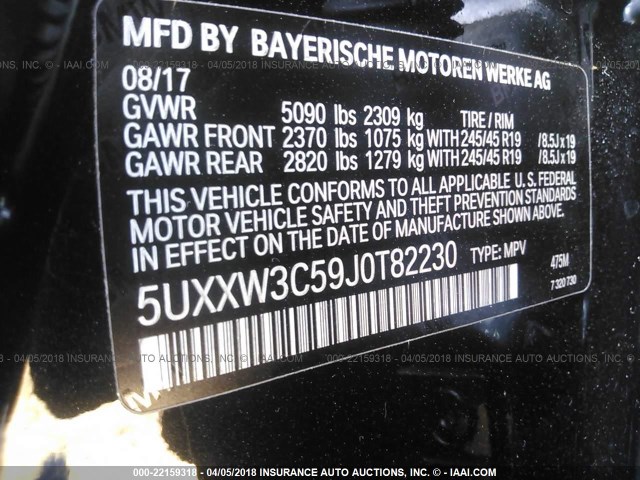 MFD BY BAYERISCHE MOTOREN WERKE AG
08/17
GVWR 5090 lbs 2309 kg TIRE / RIM
GAWR FRONT 2370 lbs 1075 kg WITH 245/45 R19 /8.5J x 19
GAWR REAR 2820 lbs 1279 kg WITH 245/45 R19 /8.5J x 19
THIS VEHICLE CONFORMS TO ALL APPLICABLE U.S. FEDERAL
MOTOR VEHICLE SAFETY AND THEFT PREVENTION STANDARDS
IN EFFECT ON THE DATE OF MANUFACTURE SHOWN ABOVE.
5UXXW3C59J0T82230 TYPE: MPV 475M
7 320 730
000-22159318 - 04/05/2018 INSURANCE AUTO AUCTIONS, INC. - © IAAI.COM